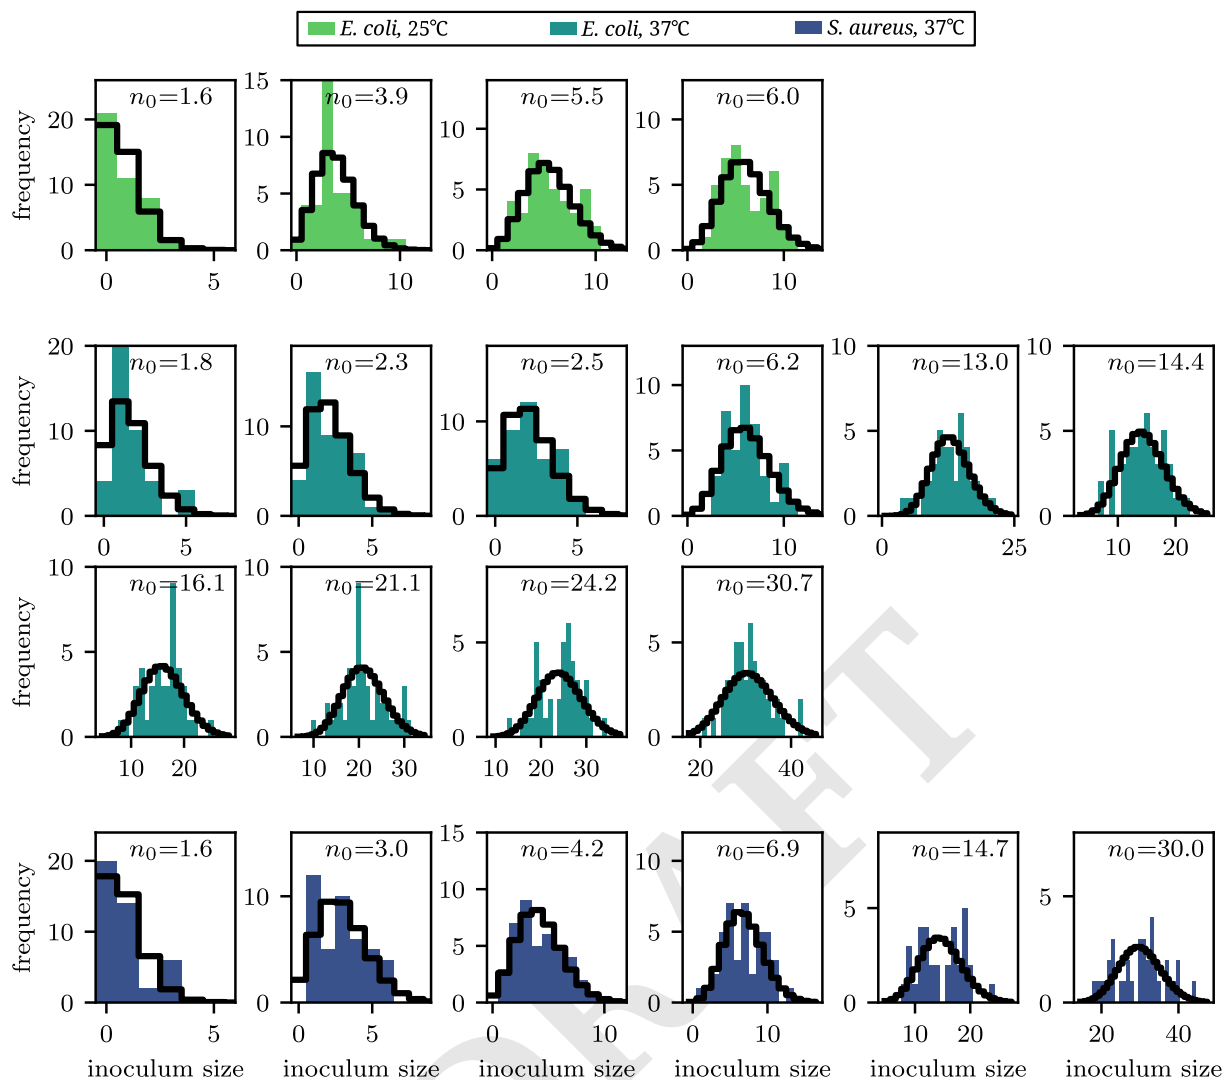 E. coli, 25℃ E. coli, 37℃ S. aureus, 37℃
n₀=1.6 n₀=3.9 n₀=5.5 n₀=6.0
frequency
0 10 20
0 5 10 15
0 5 10
0 5 10
0 5 0 10 0 10 0 10
n₀=1.8 n₀=2.3 n₀=2.5 n₀=6.2 n₀=13.0 n₀=14.4
frequency
0 10 20
0 10
0 10
0 5 10
0 5 10
0 5 10
0 5 0 5 0 5 0 10 0 25 10 20
n₀=16.1 n₀=21.1 n₀=24.2 n₀=30.7
frequency
0 5 10
0 5 10
0 5
0 5
10 20 10 20 30 10 20 30 20 40
n₀=1.6 n₀=3.0 n₀=4.2 n₀=6.9 n₀=14.7 n₀=30.0
frequency
0 10 20
0 10
0 5 10 15
0 5 10
0 5
0 5
0 5 0 5 0 10 0 10 10 20 20 40
inoculum size inoculum size inoculum size inoculum size inoculum size inoculum size
DRAFT